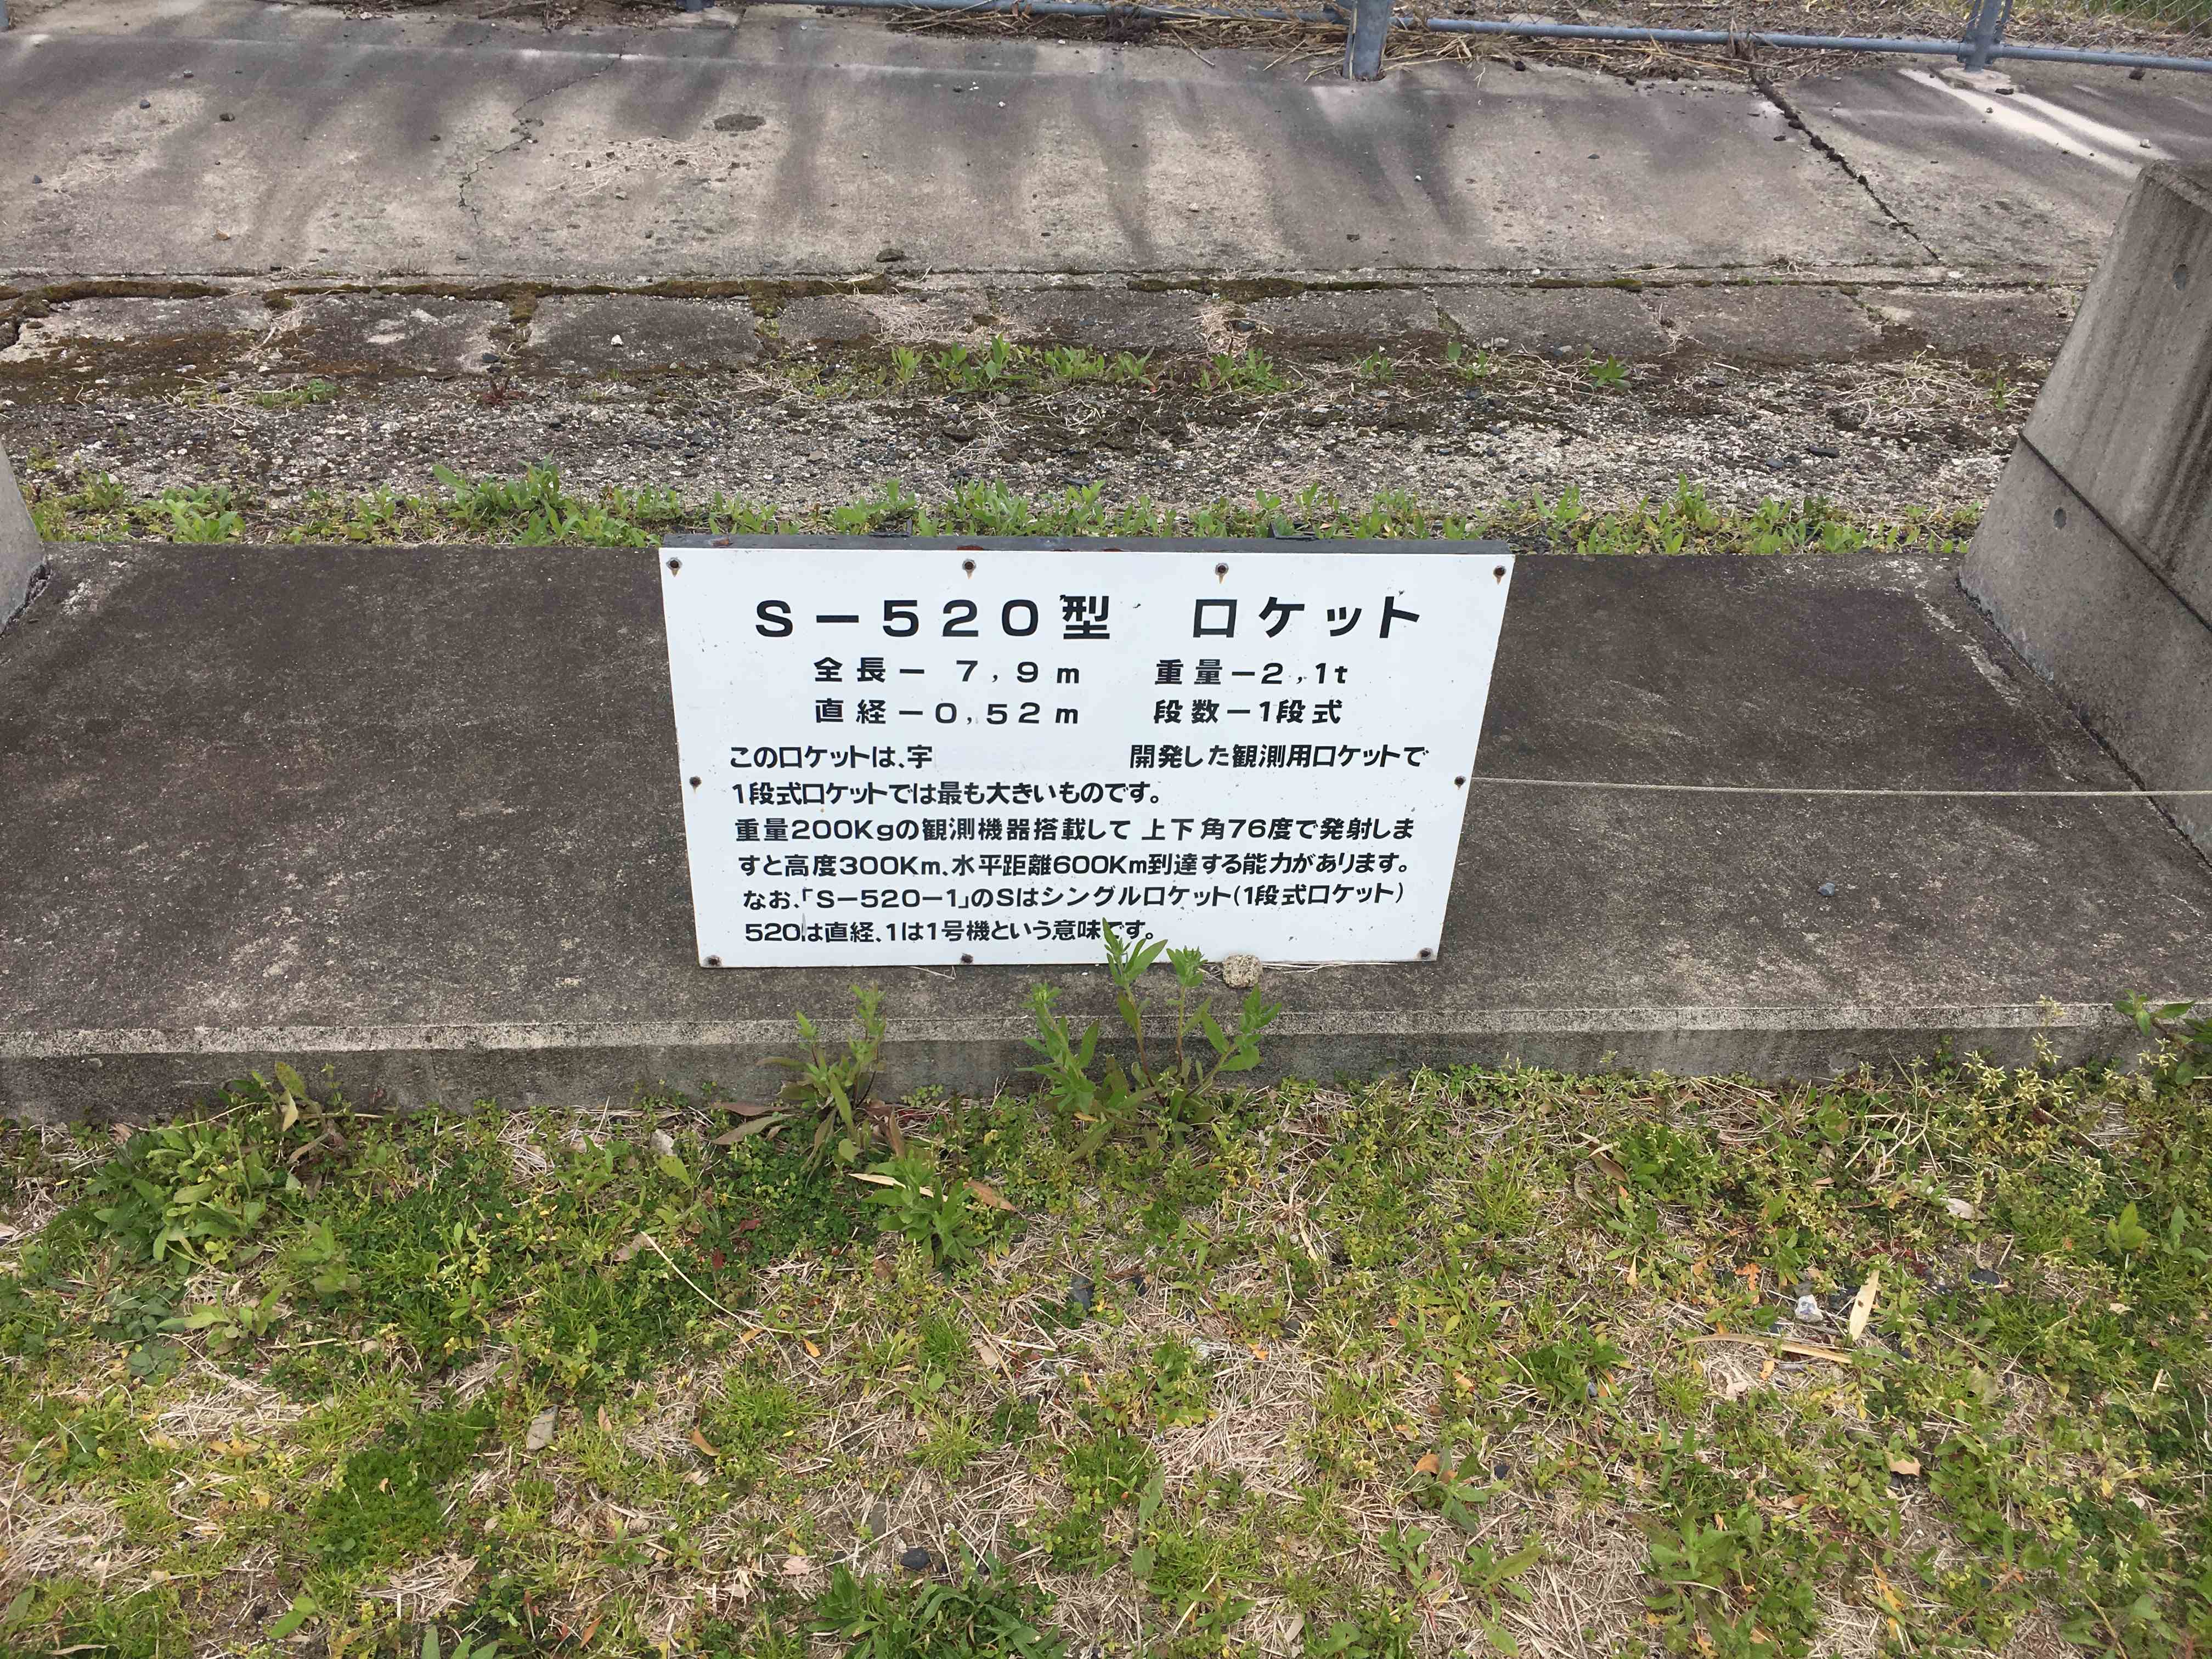 S－520型　ロケット
全長－ 7,9m　重量－2,1t
直経－0,52m　段数－1段式
このロケットは、宇　　　　　開発した観測用ロケットで
1段式ロケットでは最も大きいものです。
重量200Kgの観測機器搭載して 上下角76度で発射しま
すと高度300Km、水平距離600Km到達する能力があります。
なお、「S－520－1」のSはシングルロケット(1段式ロケット)
520は直経、1は1号機という意味です。